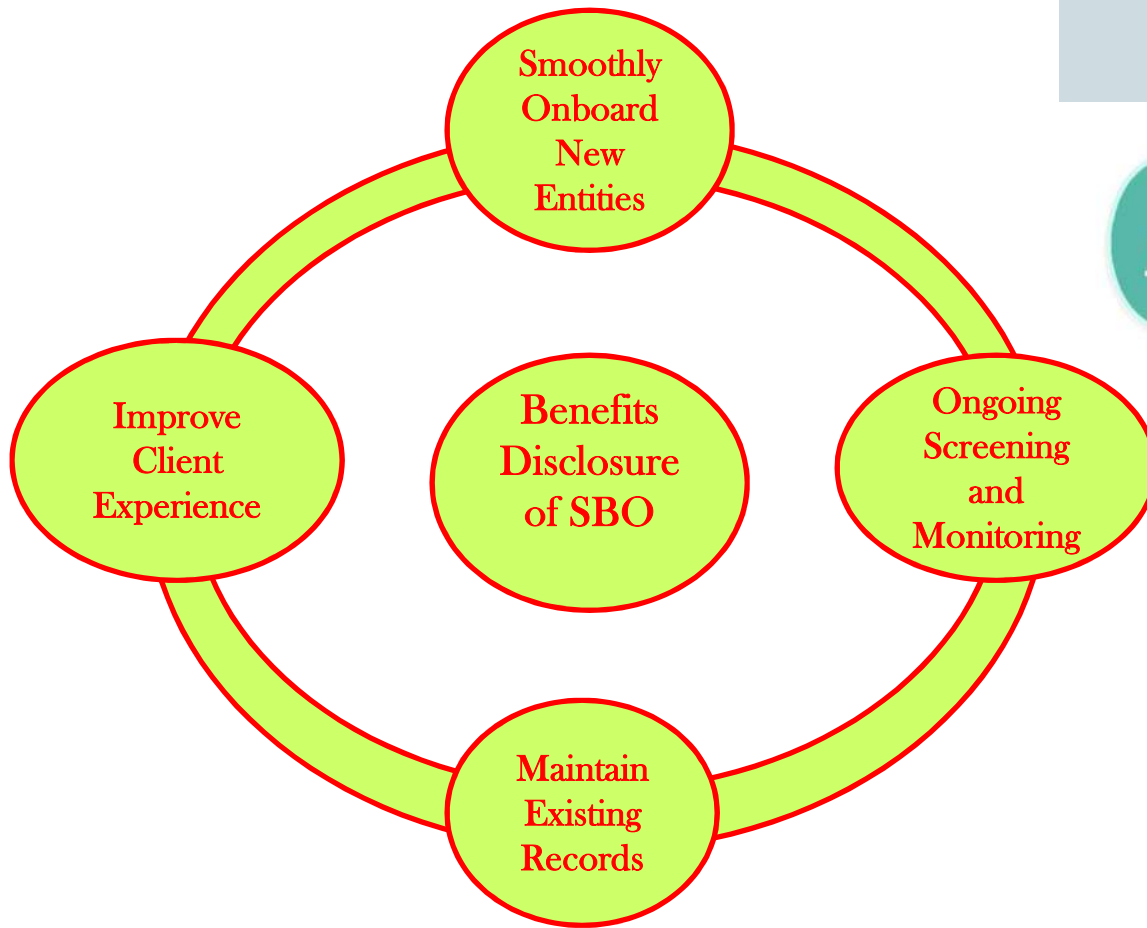 Smoothly
Onboard
New
Entities
Improve
Client
Experience
Benefits
Disclosure
of SBO
Ongoing
Screening
and
Monitoring
Maintain
Existing
Records